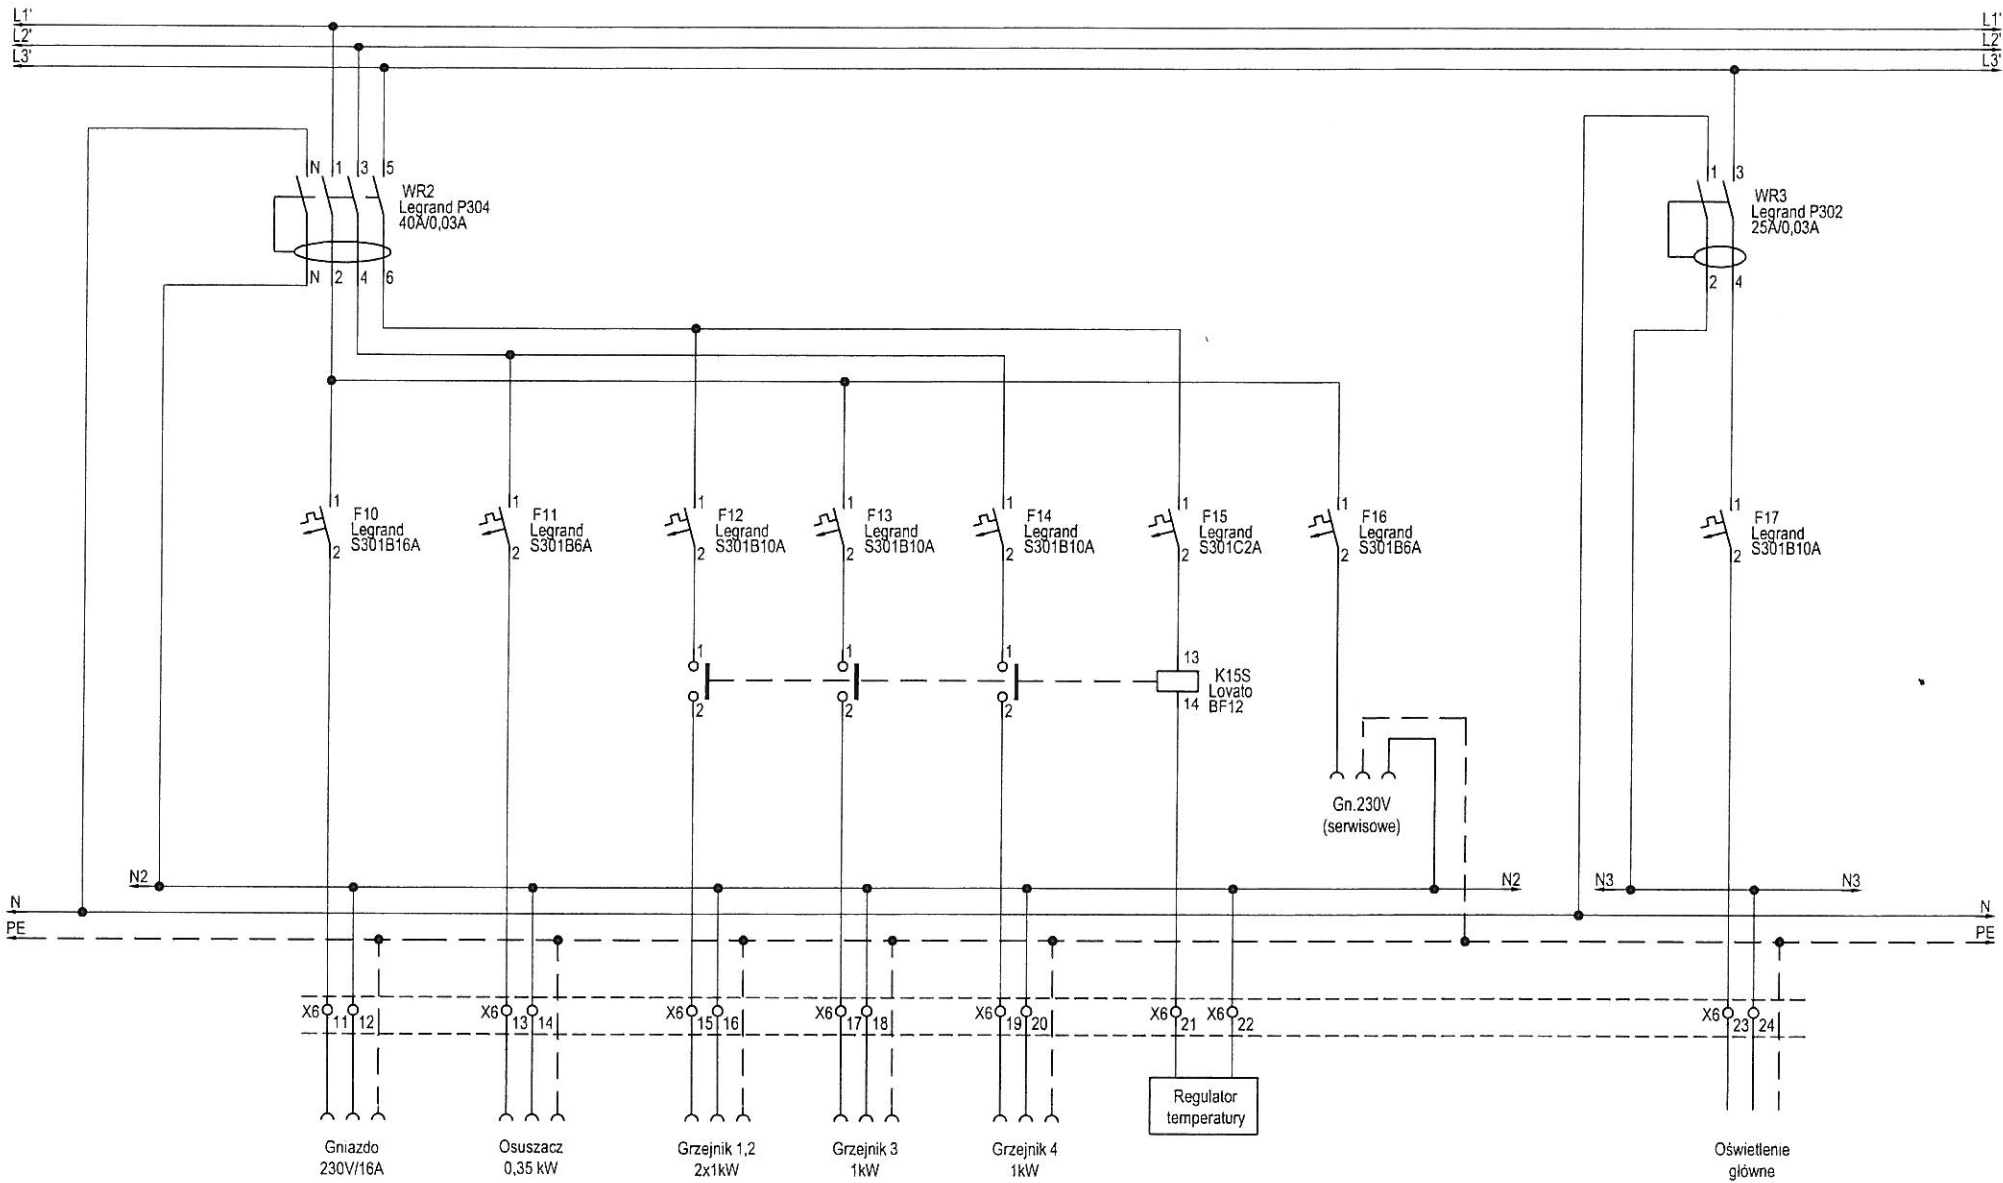 L1' L1'
L2' L2'
L3' L3'
N 1 3 5
WR2
Legrand P304
40A/0,03A
N 2 4 6
1 3
WR3
Legrand P302
25A/0,03A
2 4
1
F10
Legrand
S301B16A
2
1
F11
Legrand
S301B6A
2
1
F12
Legrand
S301B10A
2
1
F13
Legrand
S301B10A
2
1
F14
Legrand
S301B10A
2
1
F15
Legrand
S301C2A
2
1
F16
Legrand
S301B6A
2
1
F17
Legrand
S301B10A
2
1
2
1
2
1
2
13
K15S
Lovato
BF12
14
Gn.230V
(serwisowe)
N2 N2 N3 N3
N N
PE PE
X6 11 12 X6 13 14 X6 15 16 X6 17 18 X6 19 20 X6 21 X6 22 X6 23 24
Regulator
temperatury
Gniazdo
230V/16A
Osuszacz
0,35 kW
Grzejnik 1,2
2x1kW
Grzejnik 3
1kW
Grzejnik 4
1kW
Oświetlenie
główne